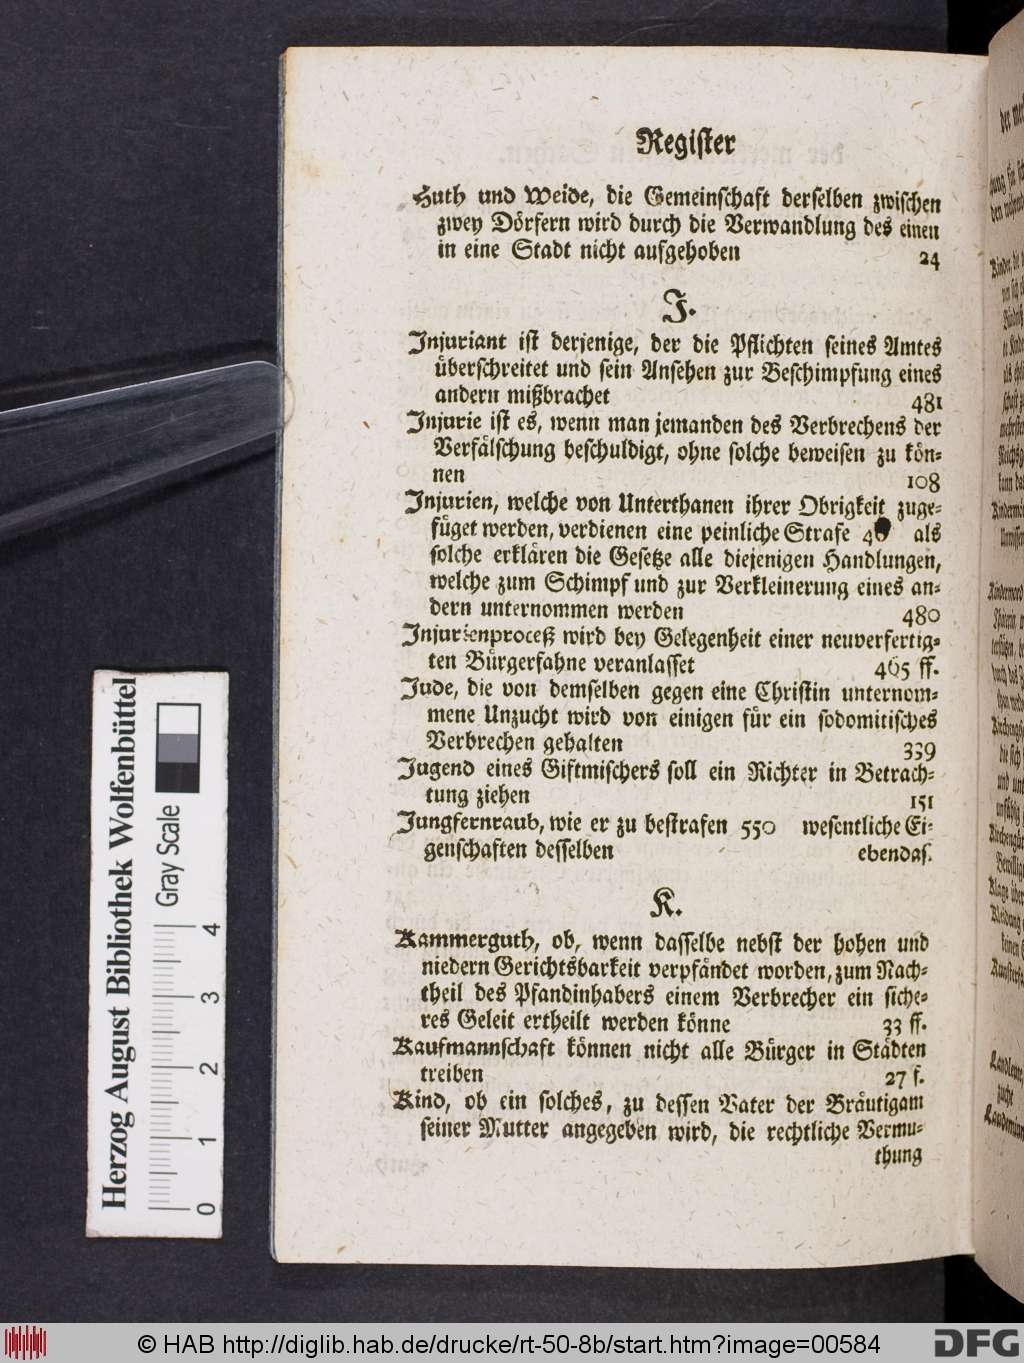 Register
Huth und Weide, die Gemeinschaft derselben zwischen
zwey Dörfern wird durch die Verwandlung des einen
in eine Stadt nicht aufgehoben 24
J.
Injuriant ist derjenige, der die Pflichten seines Amtes
überschreitet und sein Ansehen zur Beschimpfung eines
andern mißbrachet 481
Injurie ist es, wenn man jemanden des Verbrechens der
Verfälschung beschuldigt, ohne solche beweisen zu kön-
nen 108
Injurien, welche von Unterthanen ihrer Obrigkeit zuge-
füget werden, verdienen eine peinliche Strafe als
solche erklären die Gesetze alle diejenigen Handlungen,
welche zum Schimpf und zur Verkleinerung eines an-
dern unternommen werden 480
Injurienproceß wird bey Gelegenheit einer neuverfertig-
ten Bürgerfahne veranlasset 465 ff.
Jude, die von demselben gegen eine Christin unternom-
mene Unzucht wird von einigen für ein sodomitisches
Verbrechen gehalten 339
Jugend eines Giftmischers soll ein Richter in Betrach-
tung ziehen 151
Jungfernraub, wie er zu bestrafen 550 wesentliche Ei-
genschaften desselben ebendas.
K.
Kammerguth, ob, wenn dasselbe nebst der hohen und
niedern Gerichtsbarkeit verpfändet worden, zum Nach-
theil des Pfandinhabers einem Verbrecher ein siche-
res Geleit ertheilt werden könne 33 ff.
Kaufmannschaft können nicht alle Bürger in Städten
treiben 27 f.
Kind, ob ein solches, zu dessen Vater der Bräutigam
seiner Mutter angegeben wird, die rechtliche Vermu-
thung
Herzog August Bibliothek Wolfenbüttel
Gray Scale
0 1 2 3 4
© HAB http://diglib.hab.de/drucke/rt-50-8b/start.htm?image=00584
DFG